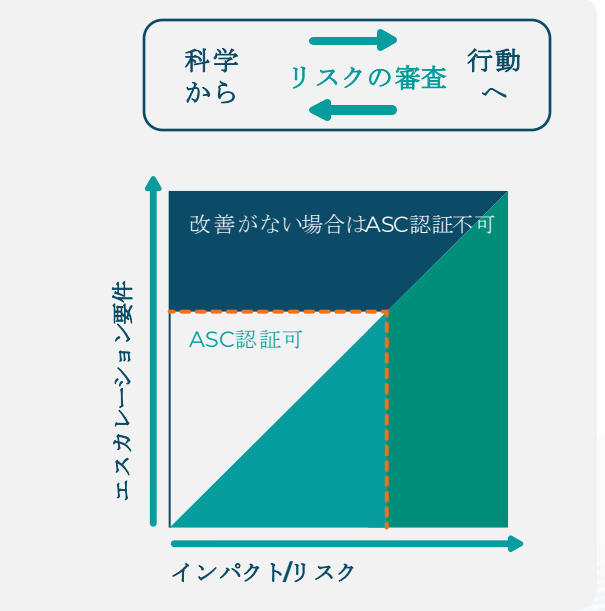 科学
から
リスクの審査
行動
へ
改善がない場合はASC認証不可
ASC認証可
エスカレーション要件
インパクト/リスク